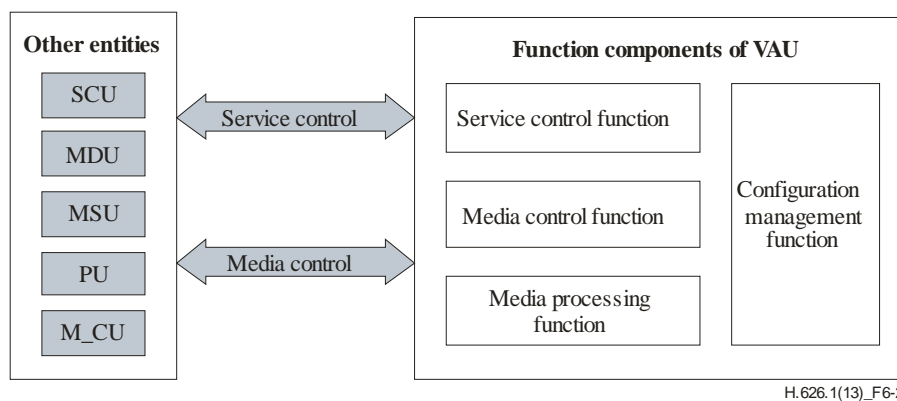 Other entities
SCU
MDU
MSU
PU
M_CU
Service control
Media control
Function components of VAU
Service control function
Media control function
Media processing
function
Configuration
management
function